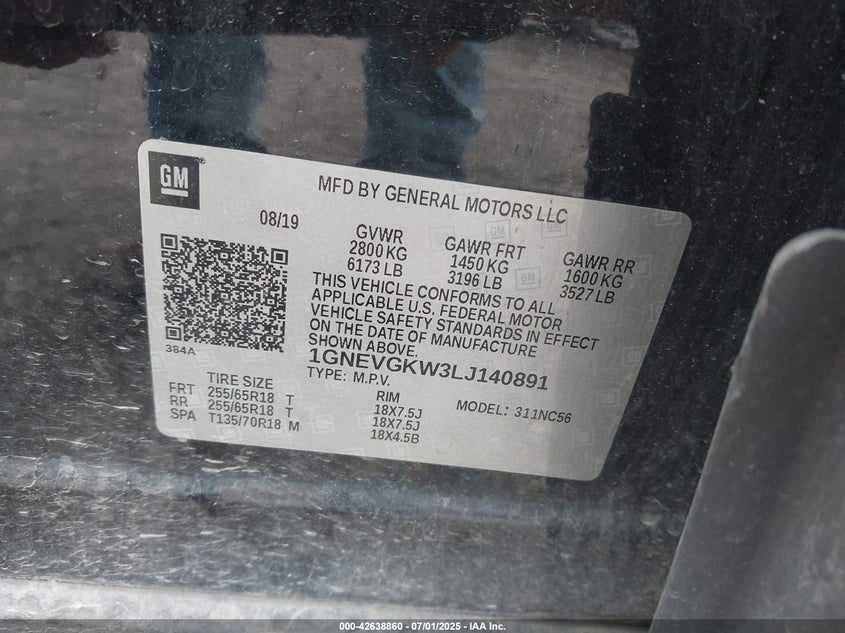 GM
MFD BY GENERAL MOTORS LLC
08/19
GVWR
2800 KG
6173 LB
GAWR FRT
1450 KG
3196 LB
GAWR RR
1600 KG
3527 LB
THIS VEHICLE CONFORMS TO ALL
APPLICABLE U.S. FEDERAL MOTOR
VEHICLE SAFETY STANDARDS IN EFFECT
ON THE DATE OF MANUFACTURE
SHOWN ABOVE.
384A
1GNEVGKW3LJ140891
TYPE: M.P.V.
MODEL: 311NC56
TIRE SIZE RIM
FRT 255/65R18 T 18X7.5J
RR 255/65R18 T 18X7.5J
SPA T135/70R18 M 18X4.5B
000-42638860 - 07/01/2025 - IAA Inc.